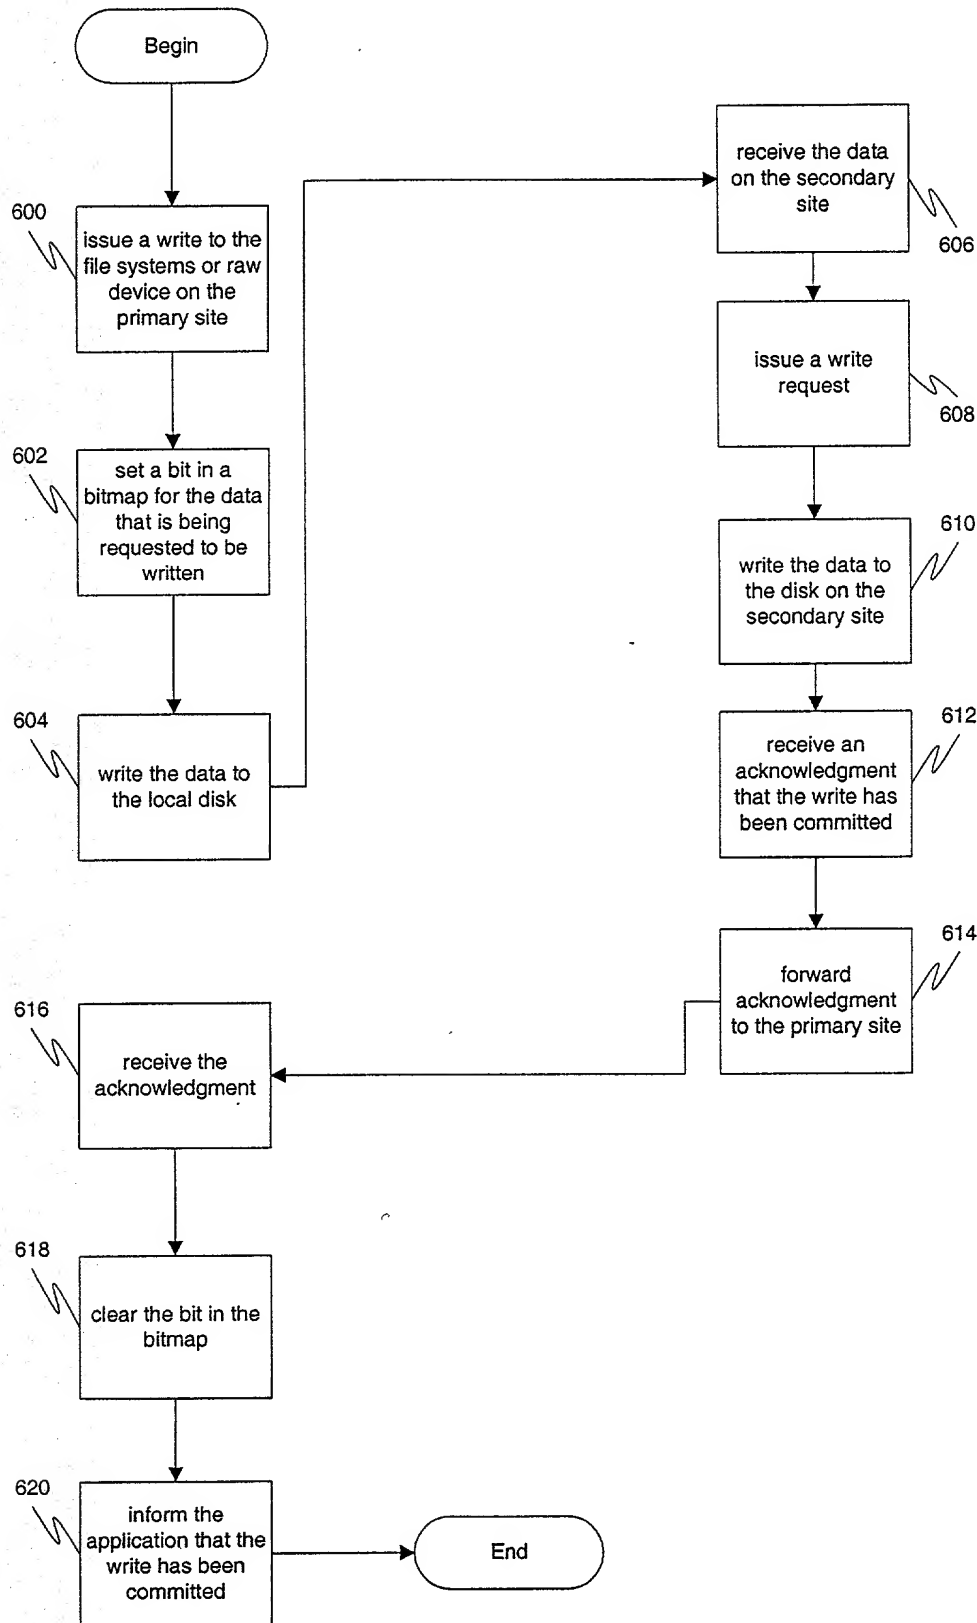 Begin
600
issue a write to the
file systems or raw
device on the
primary site
602
set a bit in a
bitmap for the data
that is being
requested to be
written
604
write the data to
the local disk
receive the data
on the secondary
site
606
issue a write
request
608
610
write the data to
the disk on the
secondary site
612
receive an
acknowledgment
that the write has
been committed
614
forward
acknowledgment
to the primary site
616
receive the
acknowledgment
618
clear the bit in the
bitmap
620
inform the
application that the
write has been
committed
End